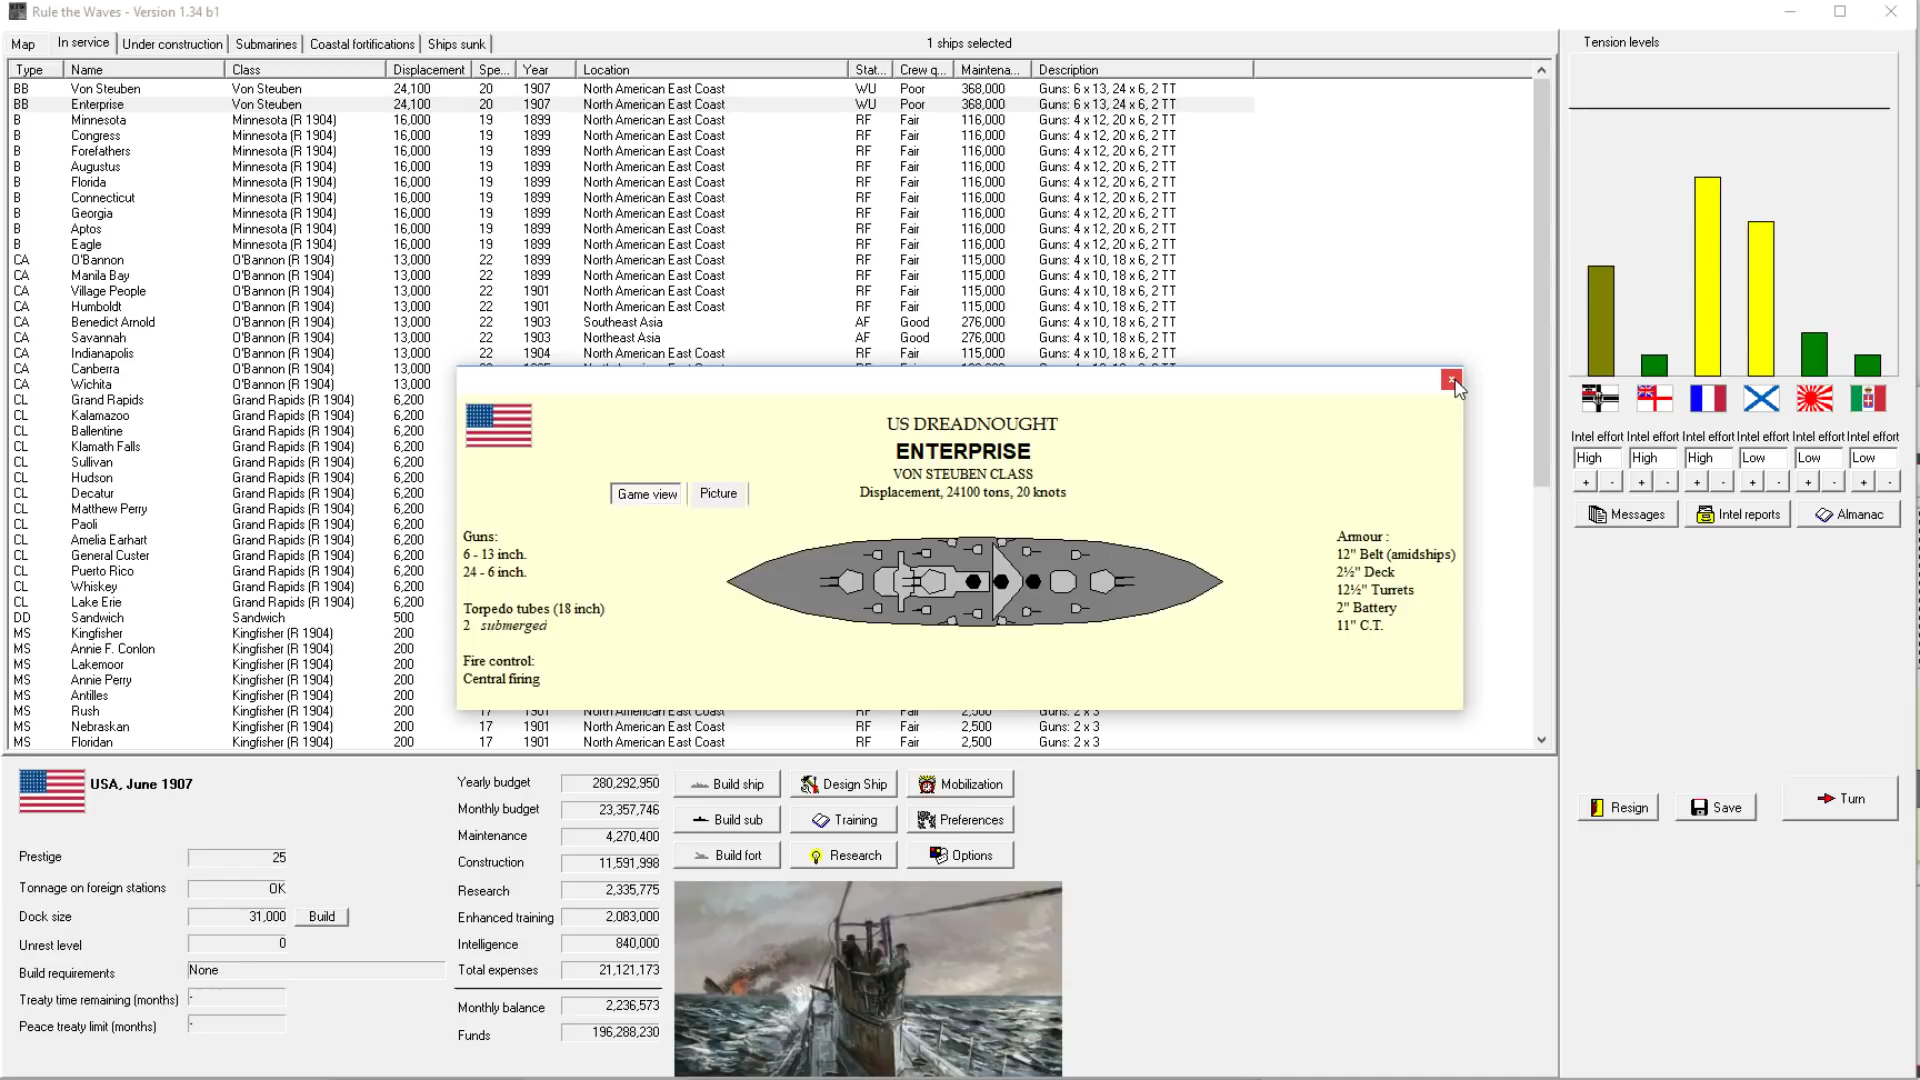 Rule the Waves - Version 1.34 b1
Map In service Under construction Submarines Coastal fortifications Ships sunk 1 ships selected
Type Name Class Displacement Spe... Year Location Stat... Crew q... Maintena... Description
BB Von Steuben Von Steuben 24,100 20 1907 North American East Coast WU Poor 368,000 Guns: 6 x 13, 24 x 6, 2 TT
BB Enterprise Von Steuben 24,100 20 1907 North American East Coast WU Poor 368,000 Guns: 6 x 13, 24 x 6, 2 TT
B Minnesota Minnesota (R 1904) 16,000 19 1899 North American East Coast RF Fair 116,000 Guns: 4 x 12, 20 x 6, 2 TT
B Congress Minnesota (R 1904) 16,000 19 1899 North American East Coast RF Fair 116,000 Guns: 4 x 12, 20 x 6, 2 TT
B Forefathers Minnesota (R 1904) 16,000 19 1899 North American East Coast RF Fair 116,000 Guns: 4 x 12, 20 x 6, 2 TT
B Augustus Minnesota (R 1904) 16,000 19 1899 North American East Coast RF Fair 116,000 Guns: 4 x 12, 20 x 6, 2 TT
B Florida Minnesota (R 1904) 16,000 19 1899 North American East Coast RF Fair 116,000 Guns: 4 x 12, 20 x 6, 2 TT
B Connecticut Minnesota (R 1904) 16,000 19 1899 North American East Coast RF Fair 116,000 Guns: 4 x 12, 20 x 6, 2 TT
B Georgia Minnesota (R 1904) 16,000 19 1899 North American East Coast RF Fair 116,000 Guns: 4 x 12, 20 x 6, 2 TT
B Aptos Minnesota (R 1904) 16,000 19 1899 North American East Coast RF Fair 116,000 Guns: 4 x 12, 20 x 6, 2 TT
B Eagle Minnesota (R 1904) 16,000 19 1899 North American East Coast RF Fair 116,000 Guns: 4 x 12, 20 x 6, 2 TT
CA O'Bannon O'Bannon (R 1904) 13,000 22 1899 North American East Coast RF Fair 115,000 Guns: 4 x 10, 18 x 6, 2 TT
CA Manila Bay O'Bannon (R 1904) 13,000 22 1899 North American East Coast RF Fair 115,000 Guns: 4 x 10, 18 x 6, 2 TT
CA Village People O'Bannon (R 1904) 13,000 22 1901 North American East Coast RF Fair 115,000 Guns: 4 x 10, 18 x 6, 2 TT
CA Humboldt O'Bannon (R 1904) 13,000 22 1901 North American East Coast RF Fair 115,000 Guns: 4 x 10, 18 x 6, 2 TT
CA Benedict Arnold O'Bannon (R 1904) 13,000 22 1903 Southeast Asia AF Good 276,000 Guns: 4 x 10, 18 x 6, 2 TT
CA Savannah O'Bannon (R 1904) 13,000 22 1903 Northeast Asia AF Good 276,000 Guns: 4 x 10, 18 x 6, 2 TT
CA Indianapolis O'Bannon (R 1904) 13,000 22 1904 North American East Coast RF Fair 115,000 Guns: 4 x 10, 18 x 6, 2 TT
CA Canberra O'Bannon (R 1904) 13,000
CA Wichita O'Bannon (R 1904) 13,000
CL Grand Rapids Grand Rapids (R 1904) 6,200
CL Kalamazoo Grand Rapids (R 1904) 6,200
CL Ballentine Grand Rapids (R 1904) 6,200
CL Klamath Falls Grand Rapids (R 1904) 6,200
CL Sullivan Grand Rapids (R 1904) 6,200
CL Hudson Grand Rapids (R 1904) 6,200
CL Decatur Grand Rapids (R 1904) 6,200
CL Matthew Perry Grand Rapids (R 1904) 6,200
CL Paoli Grand Rapids (R 1904) 6,200
CL Amelia Earhart Grand Rapids (R 1904) 6,200
CL General Custer Grand Rapids (R 1904) 6,200
CL Puerto Rico Grand Rapids (R 1904) 6,200
CL Whiskey Grand Rapids (R 1904) 6,200
CL Lake Erie Grand Rapids (R 1904) 6,200
DD Sandwich Sandwich 500
MS Kingfisher Kingfisher (R 1904) 200
MS Annie F. Conlon Kingfisher (R 1904) 200
MS Lakemoor Kingfisher (R 1904) 200
MS Annie Perry Kingfisher (R 1904) 200
MS Antilles Kingfisher (R 1904) 200
MS Rush Kingfisher (R 1904) 200 17 1901 North American East Coast RF Fair 2,500 Guns: 2 x 3
MS Nebraskan Kingfisher (R 1904) 200 17 1901 North American East Coast RF Fair 2,500 Guns: 2 x 3
MS Floridan Kingfisher (R 1904) 200 17 1901 North American East Coast RF Fair 2,500 Guns: 2 x 3
US DREADNOUGHT
ENTERPRISE
VON STEUBEN CLASS
Displacement, 24100 tons, 20 knots
Game view Picture
Guns:
6 - 13 inch.
24 - 6 inch.
Torpedo tubes (18 inch)
2 submerged
Fire control:
Central firing
Armour :
12" Belt (amidships)
2½" Deck
12½" Turrets
2" Battery
11" C.T.
Tension levels
Intel effort Intel effort Intel effort Intel effort Intel effort Intel effort
High High High Low Low Low
+ - + - + - + - + - + -
Messages Intel reports Almanac
Resign Save Turn
USA, June 1907
Prestige 25
Tonnage on foreign stations OK
Dock size 31,000 Build
Unrest level 0
Build requirements None
Treaty time remaining (months) -
Peace treaty limit (months) -
Yearly budget 280,292,950
Monthly budget 23,357,746
Maintenance 4,270,400
Construction 11,591,998
Research 2,335,775
Enhanced training 2,083,000
Intelligence 840,000
Total expenses 21,121,173
Monthly balance 2,236,573
Funds 196,288,230
Build ship Design Ship Mobilization
Build sub Training Preferences
Build fort Research Options